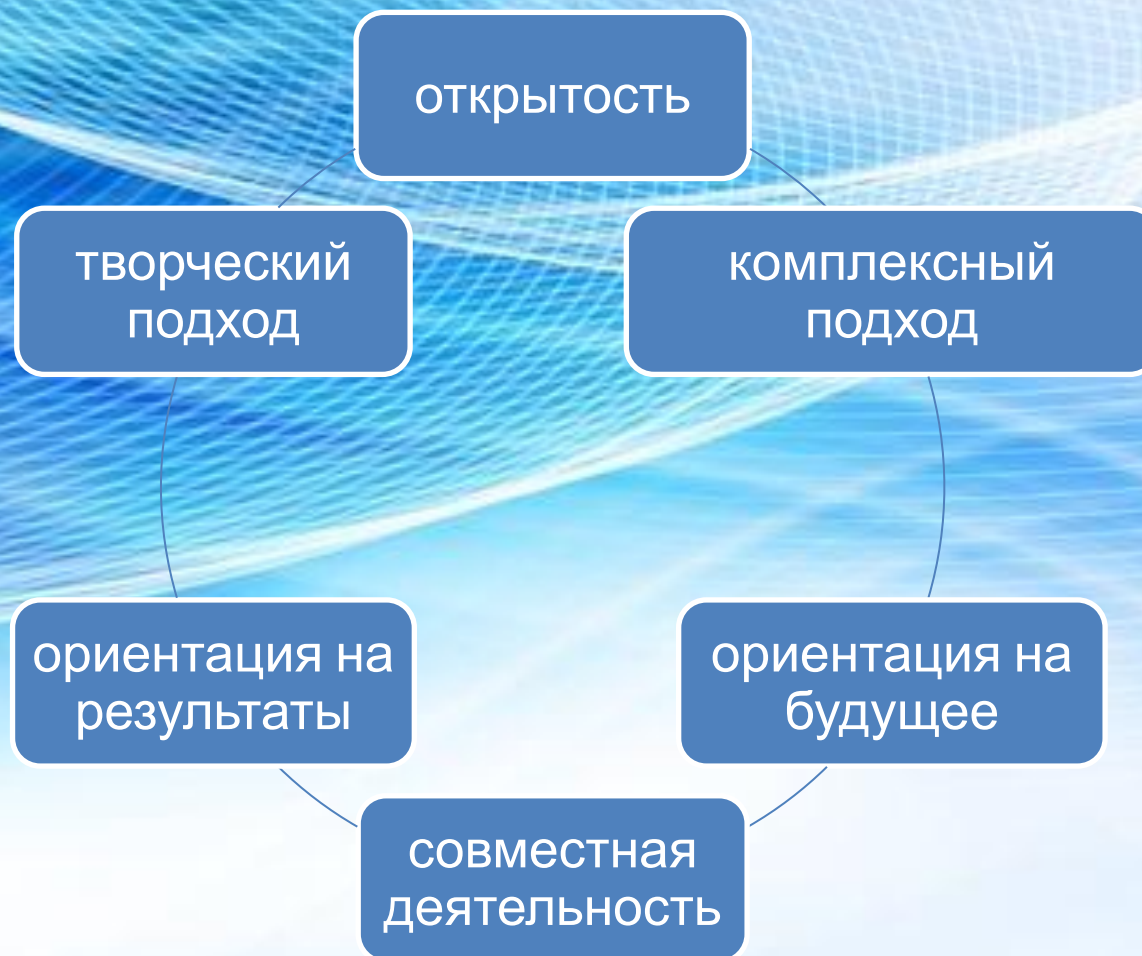 открытость
творческий
подход
комплексный
подход
ориентация на
результаты
ориентация на
будущее
совместная
деятельность